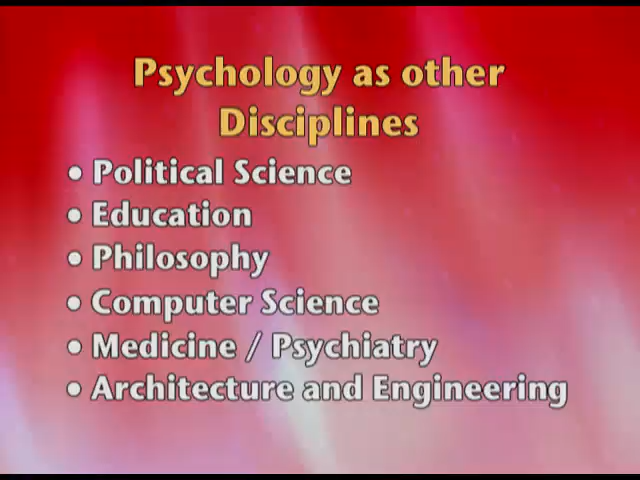 Psychology as other
Disciplines
• Political Science
• Education
• Philosophy
• Computer Science
• Medicine / Psychiatry
• Architecture and Engineering